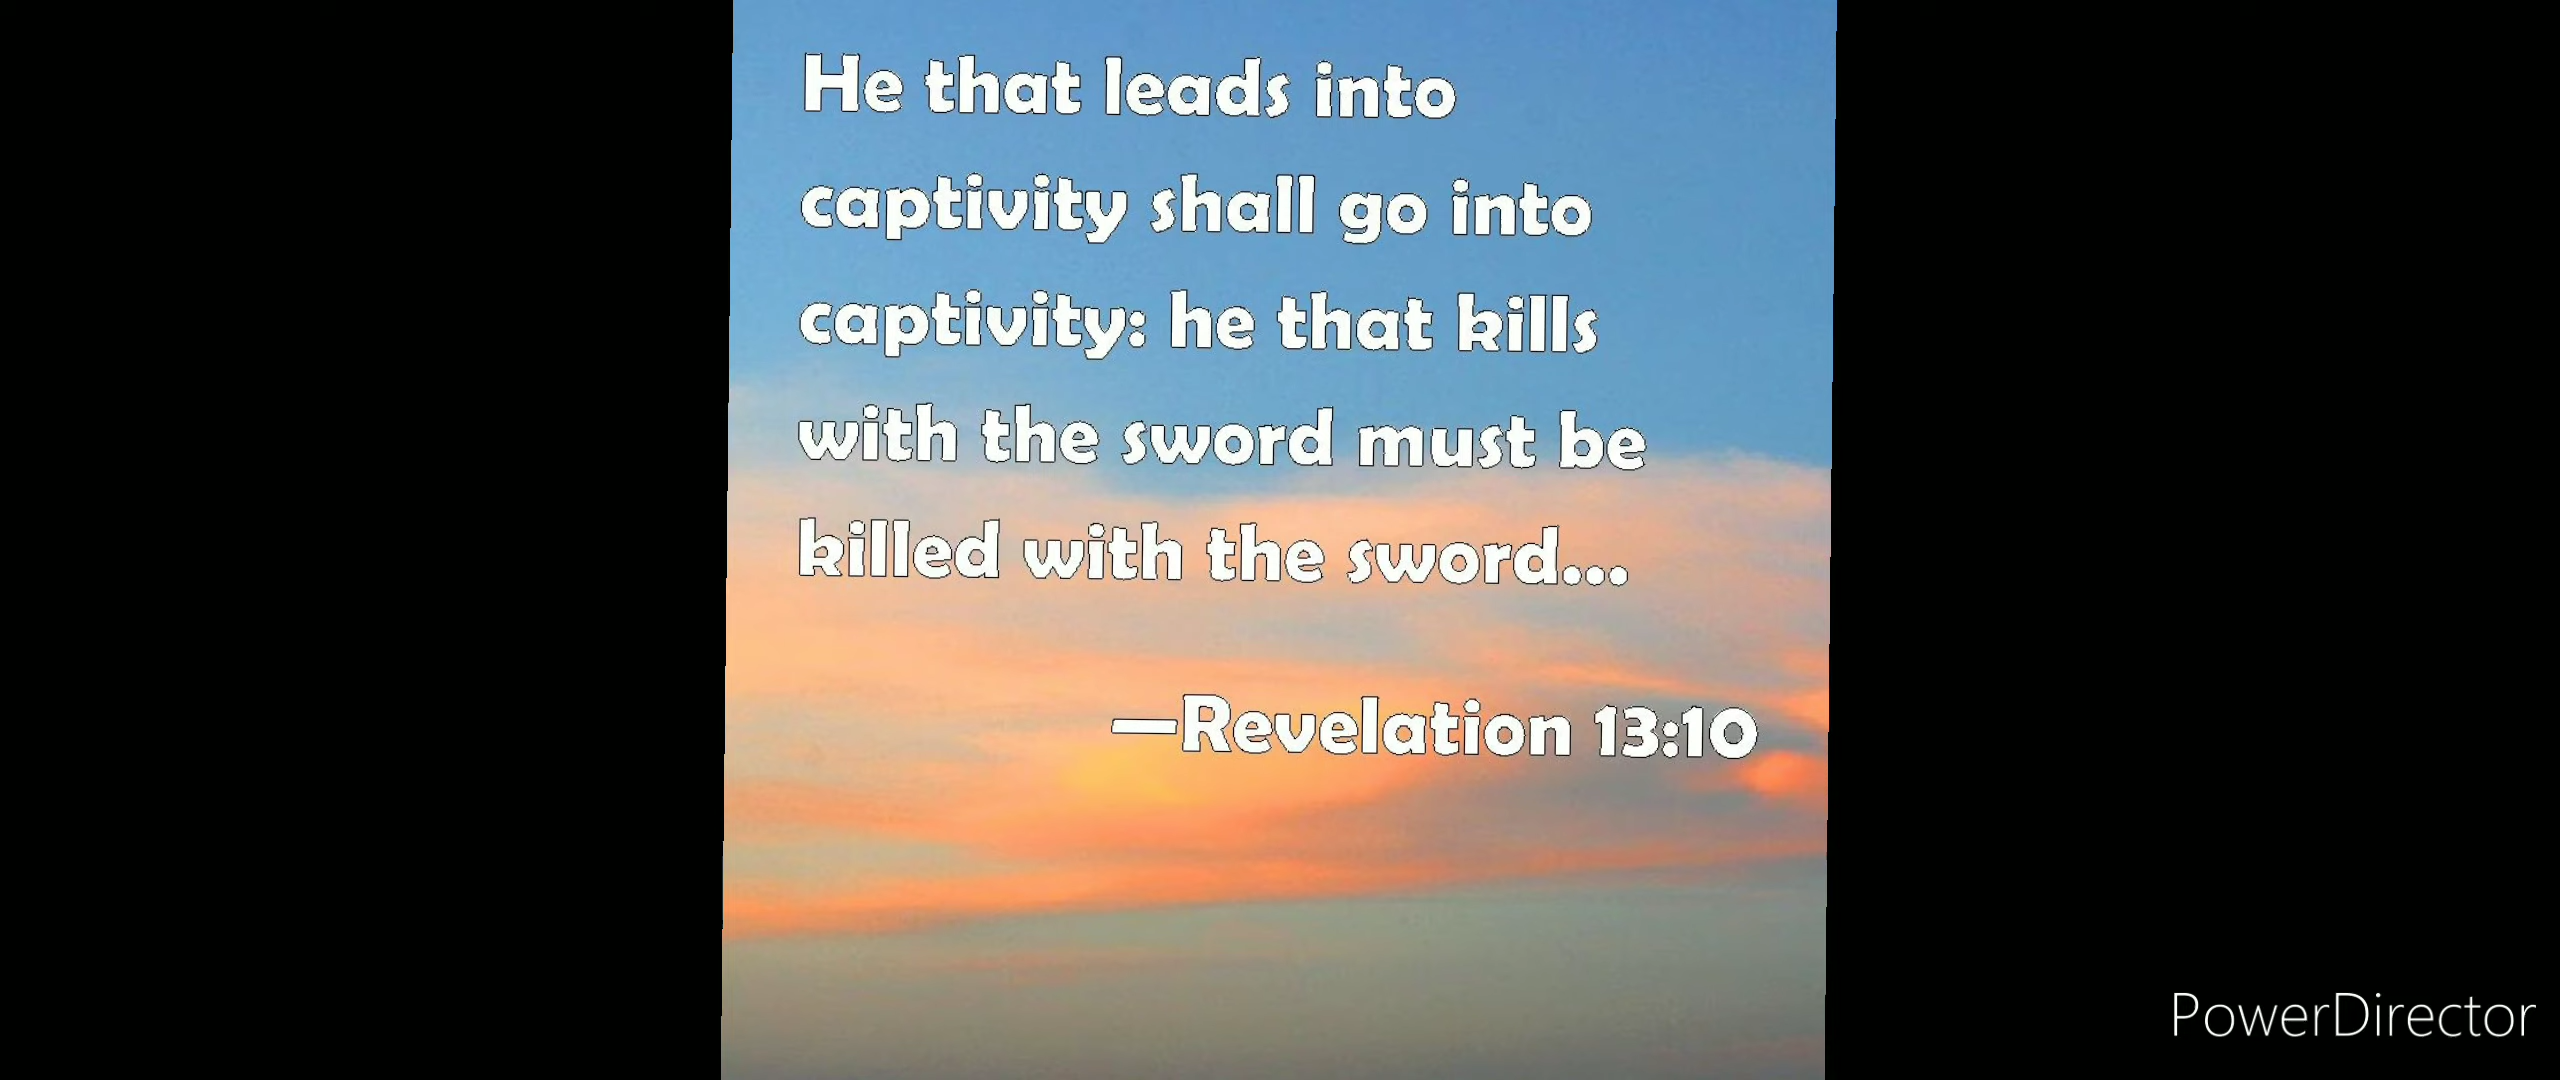 He that leads into
captivity shall go into
captivity: he that kills
with the sword must be
killed with the sword...
—Revelation 13:10
PowerDirector